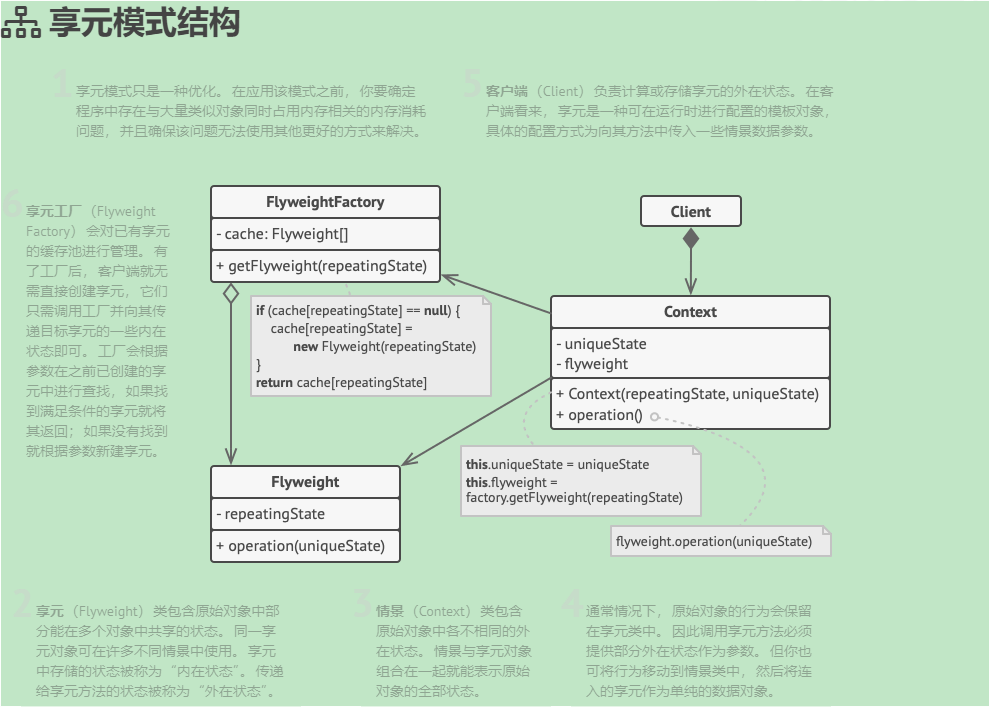 享元模式结构
1
享元模式只是一种优化。 在应用该模式之前， 你要确定
程序中存在与大量类似对象同时占用内存相关的内存消耗
问题， 并且确保该问题无法使用其他更好的方式来解决。
5
客户端 （Client） 负责计算或存储享元的外在状态。 在客
户端看来， 享元是一种可在运行时进行配置的模板对象，
具体的配置方式为向其方法中传入一些情景数据参数。
6
享元工厂 （Flyweight
Factory） 会对已有享元
的缓存池进行管理。 有
了工厂后， 客户端就无
需直接创建享元， 它们
只需调用工厂并向其传
递目标享元的一些内在
状态即可。 工厂会根据
参数在之前已创建的享
元中进行查找， 如果找
到满足条件的享元就将
其返回； 如果没有找到
就根据参数新建享元。
FlyweightFactory
- cache: Flyweight[]
+ getFlyweight(repeatingState)
if (cache[repeatingState] == null) {
cache[repeatingState] =
new Flyweight(repeatingState)
}
return cache[repeatingState]
Client
Context
- uniqueState
- flyweight
+ Context(repeatingState, uniqueState)
+ operation()
this.uniqueState = uniqueState
this.flyweight =
factory.getFlyweight(repeatingState)
flyweight.operation(uniqueState)
Flyweight
- repeatingState
+ operation(uniqueState)
2
享元 （Flyweight） 类包含原始对象中部
分能在多个对象中共享的状态。 同一享
元对象可在许多不同情景中使用。 享元
中存储的状态被称为 “内在状态”。 传递
给享元方法的状态被称为 “外在状态”。
3
情景 （Context） 类包含
原始对象中各不相同的外
在状态。 情景与享元对象
组合在一起就能表示原始
对象的全部状态。
4
通常情况下， 原始对象的行为会保留
在享元类中。 因此调用享元方法必须
提供部分外在状态作为参数。 但你也
可将行为移动到情景类中， 然后将连
入的享元作为单纯的数据对象。